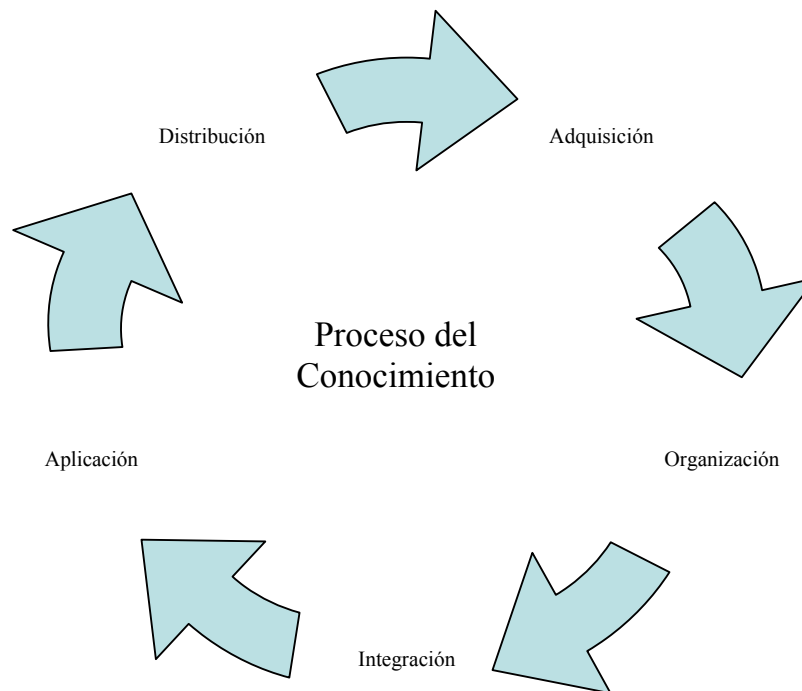 Distribución
Adquisición
Proceso del
Conocimiento
Aplicación
Organización
Integración